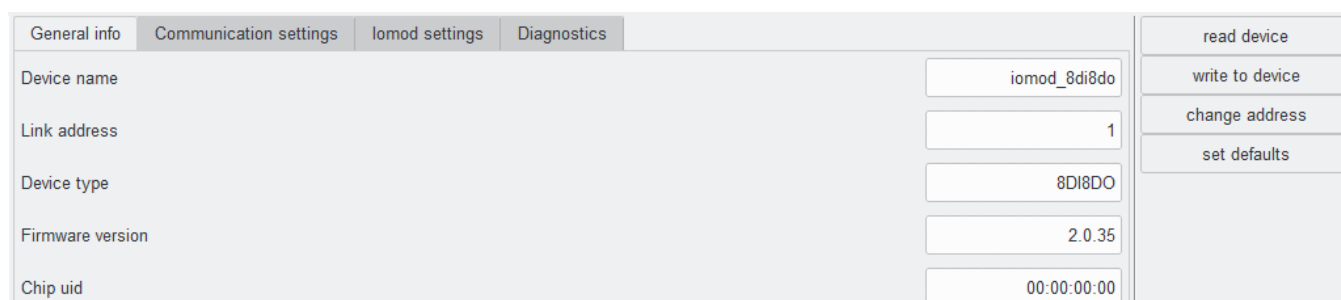 General info Communication settings Iomod settings Diagnostics
Device name iomod_8di8do
Link address 1
Device type 8DI8DO
Firmware version 2.0.35
Chip uid 00:00:00:00
read device
write to device
change address
set defaults